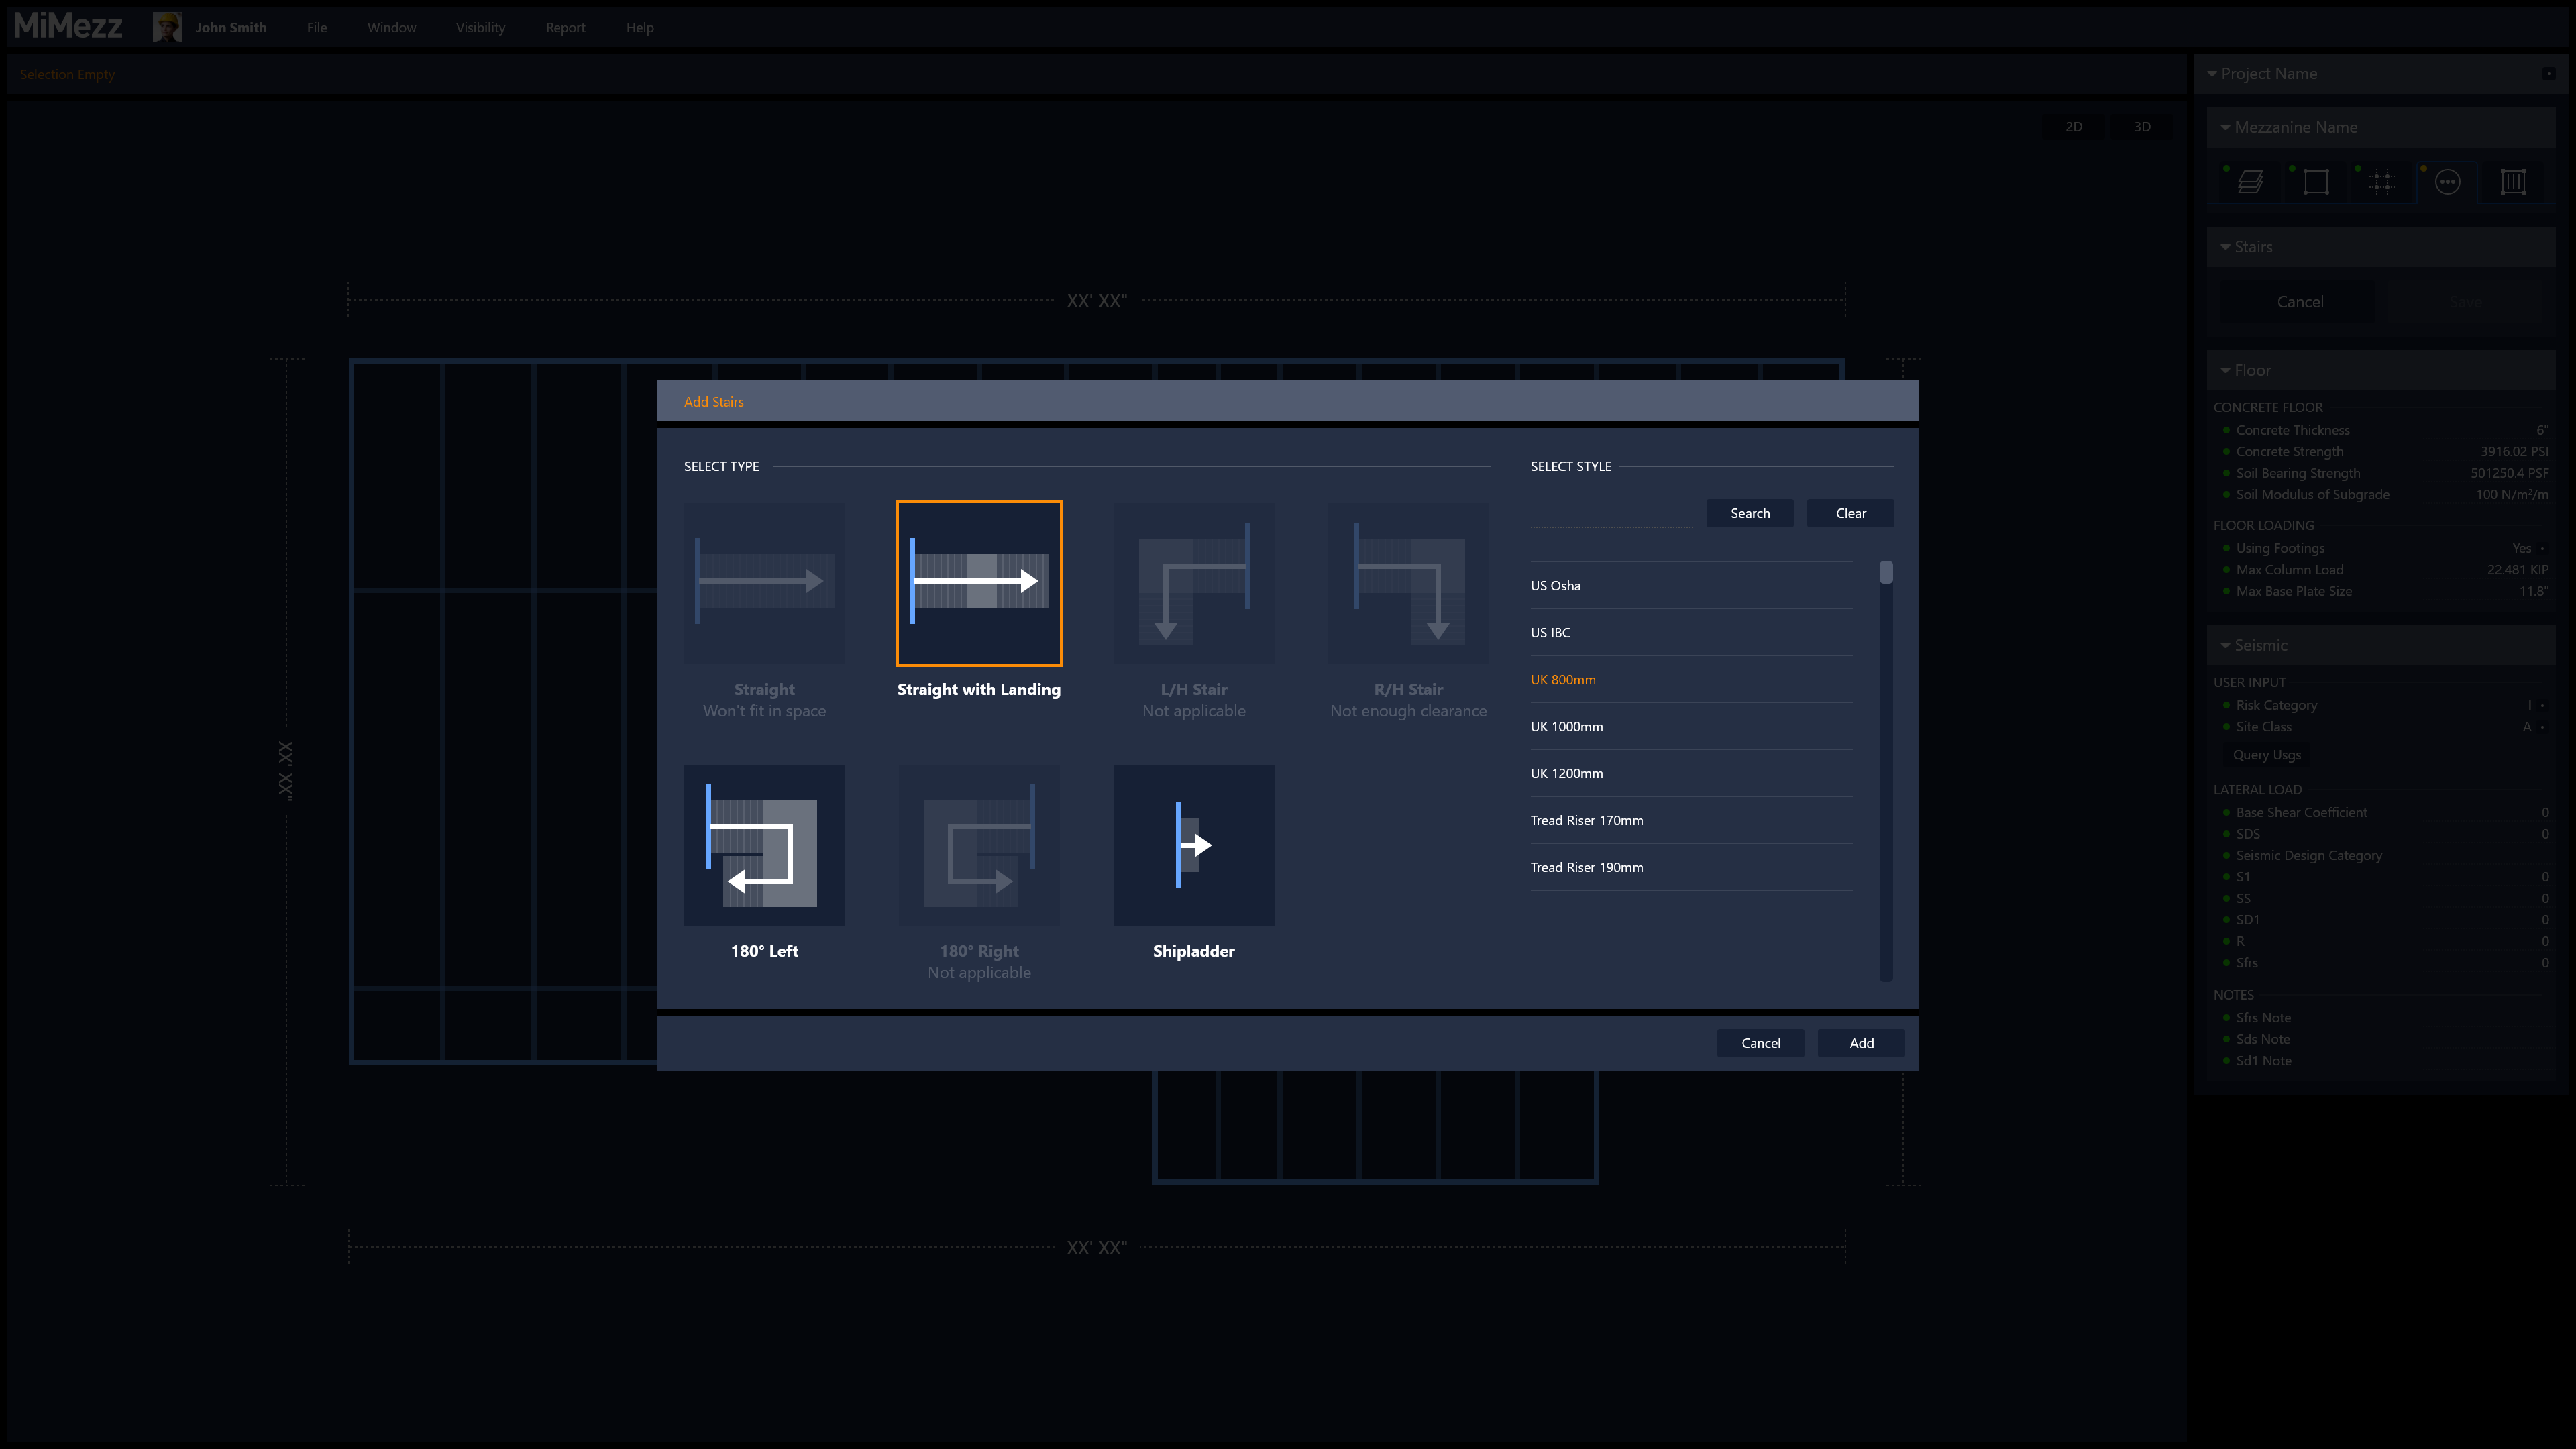 MiMezz
John Smith
File
Window
Visibility
Report
Help
Selection Empty
2D
3D
XX' XX"
XX' XX"
XX' XX"
Add Stairs
SELECT TYPE
Straight
Won't fit in space
Straight with Landing
L/H Stair
Not applicable
R/H Stair
Not enough clearance
180° Left
180° Right
Not applicable
Shipladder
SELECT STYLE
Search
Clear
US Osha
US IBC
UK 800mm
UK 1000mm
UK 1200mm
Tread Riser 170mm
Tread Riser 190mm
Cancel
Add
Project Name
Mezzanine Name
Stairs
Cancel
Save
Floor
CONCRETE FLOOR
Concrete Thickness 6"
Concrete Strength 3916.02 PSI
Soil Bearing Strength 501250.4 PSF
Soil Modulus of Subgrade 100 N/m²/m
FLOOR LOADING
Using Footings Yes
Max Column Load 22.481 KIP
Max Base Plate Size 11.8"
Seismic
USER INPUT
Risk Category I
Site Class A
Query Usgs
LATERAL LOAD
Base Shear Coefficient 0
SDS 0
Seismic Design Category
S1 0
SS 0
SD1 0
R 0
Sfrs 0
NOTES
Sfrs Note
Sds Note
Sd1 Note